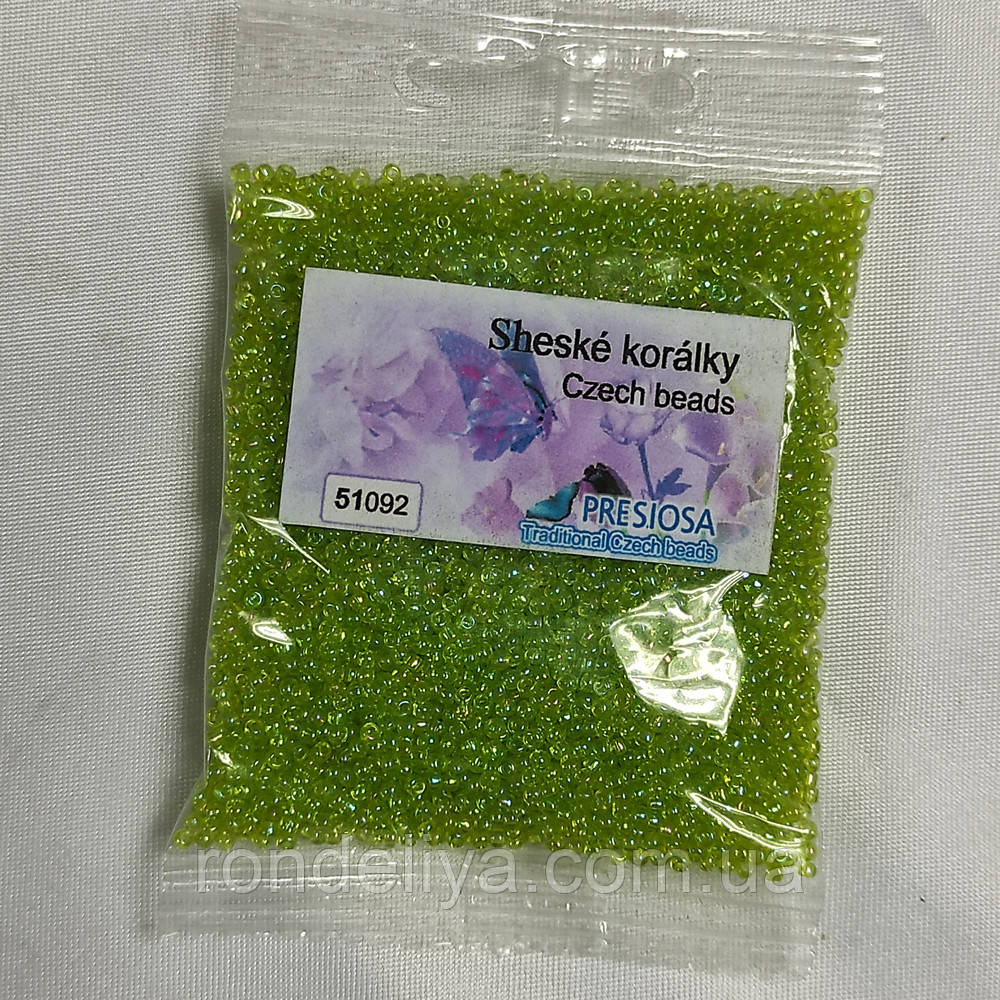 Sheské korálky
Czech beads
51092
PRESIOSA
Traditional Czech beads
rondeliya.com.ua